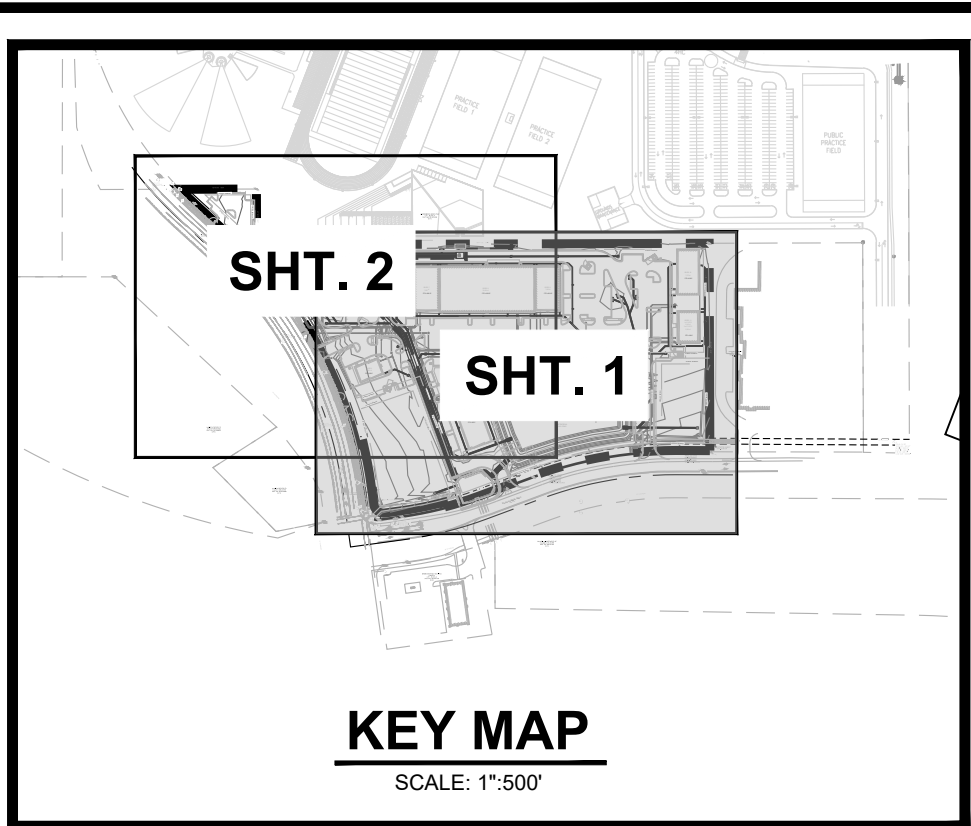 PRACTICE
FIELD 1
PRACTICE
FIELD 2
PUBLIC
PRACTICE
FIELD
SHT. 2
SHT. 1
KEY MAP
SCALE: 1":500'